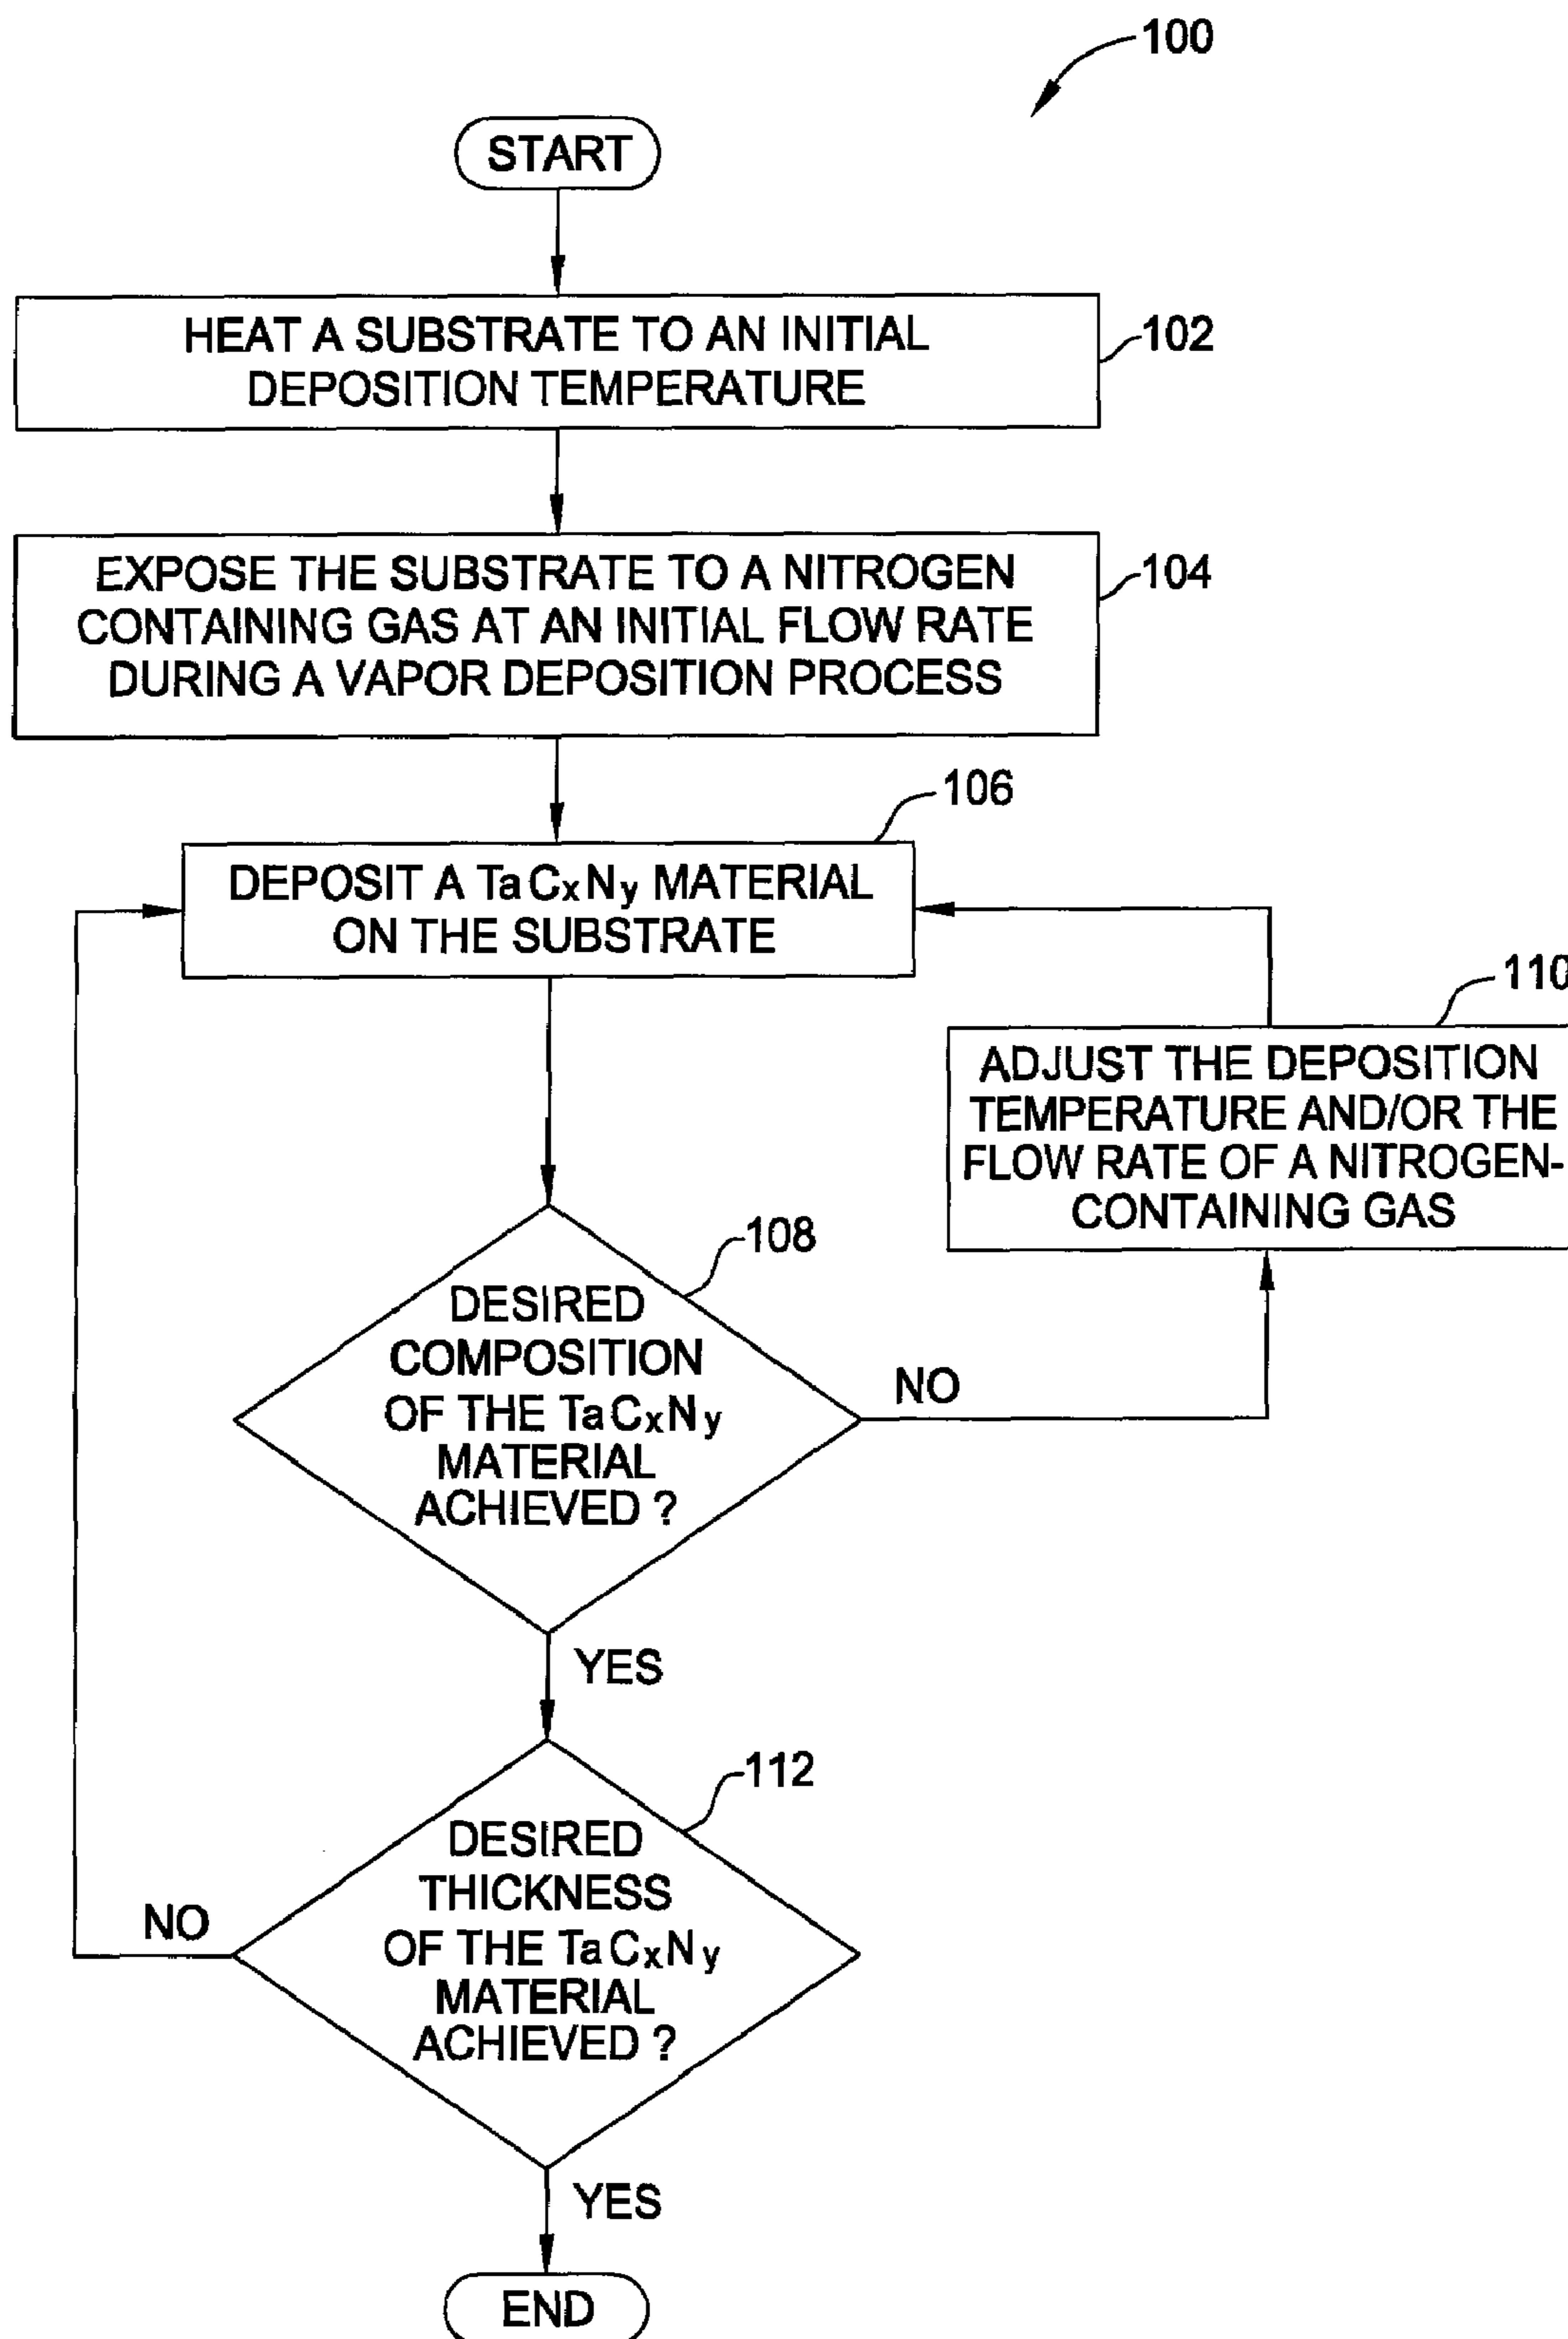 100
START
HEAT A SUBSTRATE TO AN INITIAL
DEPOSITION TEMPERATURE
102
EXPOSE THE SUBSTRATE TO A NITROGEN
CONTAINING GAS AT AN INITIAL FLOW RATE
DURING A VAPOR DEPOSITION PROCESS
104
106
DEPOSIT A TaCxNy MATERIAL
ON THE SUBSTRATE
110
ADJUST THE DEPOSITION
TEMPERATURE AND/OR THE
FLOW RATE OF A NITROGEN-
CONTAINING GAS
108
DESIRED
COMPOSITION
OF THE TaCxNy
MATERIAL
ACHIEVED ?
NO
YES
112
DESIRED
THICKNESS
OF THE TaCxNy
MATERIAL
ACHIEVED ?
NO
YES
END